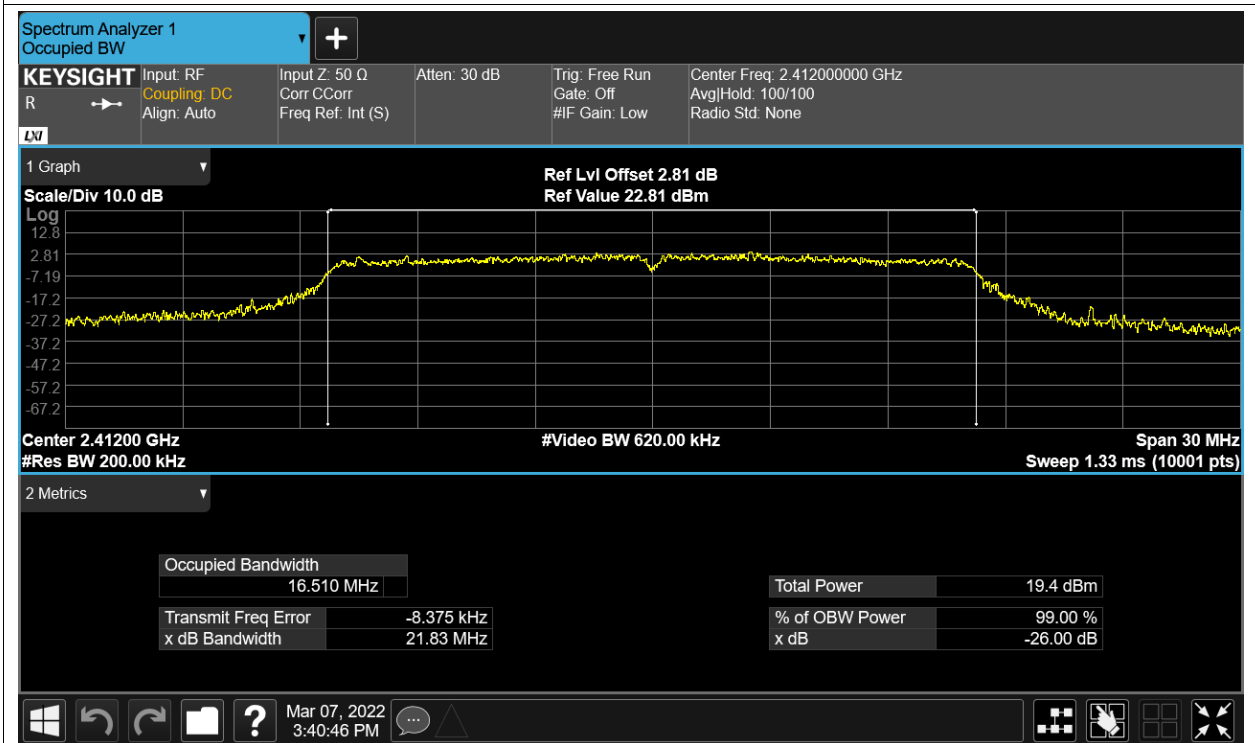 Spectrum Analyzer 1
Occupied BW
+
KEYSIGHT Input: RF Input Z: 50 Ω Atten: 30 dB Trig: Free Run Center Freq: 2.412000000 GHz
R Coupling: DC Corr CCorr Gate: Off Avg|Hold: 100/100
Align: Auto Freq Ref: Int (S) #IF Gain: Low Radio Std: None
LXI
1 Graph
Ref Lvl Offset 2.81 dB
Scale/Div 10.0 dB Ref Value 22.81 dBm
Log
12.8
2.81
-7.19
-17.2
-27.2
-37.2
-47.2
-57.2
-67.2
Center 2.41200 GHz #Video BW 620.00 kHz Span 30 MHz
#Res BW 200.00 kHz Sweep 1.33 ms (10001 pts)
2 Metrics
Occupied Bandwidth
16.510 MHz Total Power 19.4 dBm
Transmit Freq Error -8.375 kHz % of OBW Power 99.00 %
x dB Bandwidth 21.83 MHz x dB -26.00 dB
? Mar 07, 2022
3:40:46 PM